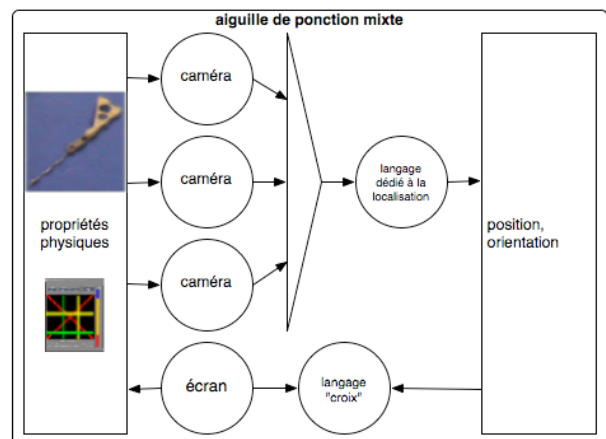 aiguille de ponction mixte
caméra
caméra
caméra
propriétés
physiques
langage
dédié à la
localisation
position,
orientation
écran
langage
"croix"